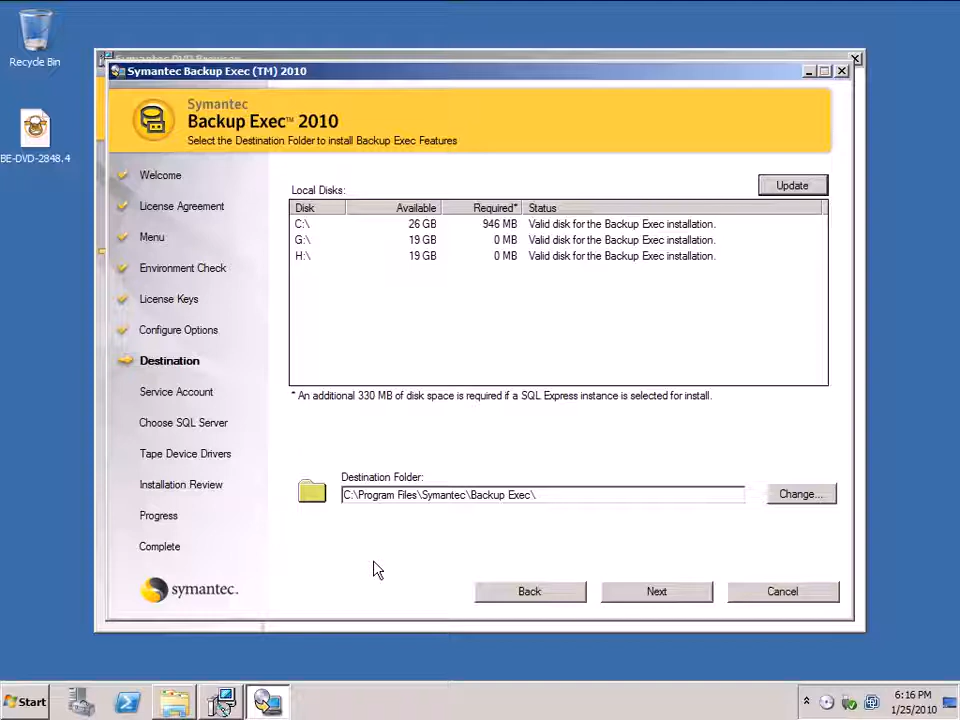 Recycle Bin
BE-DVD-2848.4
Symantec DVD Browser
Symantec Backup Exec (TM) 2010
Symantec
Backup Exec™ 2010
Select the Destination Folder to install Backup Exec Features
Welcome
License Agreement
Menu
Environment Check
License Keys
Configure Options
Destination
Service Account
Choose SQL Server
Tape Device Drivers
Installation Review
Progress
Complete
symantec.
Local Disks:
Update
Disk Available Required* Status
C:\ 26 GB 946 MB Valid disk for the Backup Exec installation.
G:\ 19 GB 0 MB Valid disk for the Backup Exec installation.
H:\ 19 GB 0 MB Valid disk for the Backup Exec installation.
* An additional 330 MB of disk space is required if a SQL Express instance is selected for install.
Destination Folder:
C:\Program Files\Symantec\Backup Exec\
Change...
Back Next Cancel
Start
6:16 PM
1/25/2010